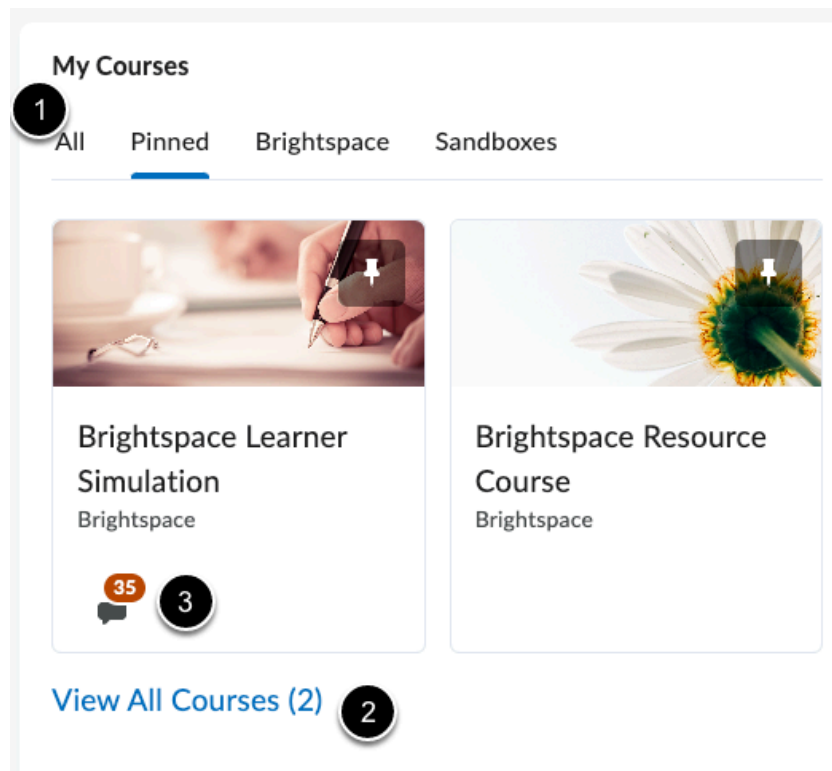 My Courses
1
All Pinned Brightspace Sandboxes
Brightspace Learner
Simulation
Brightspace
35
3
Brightspace Resource
Course
Brightspace
View All Courses (2)
2